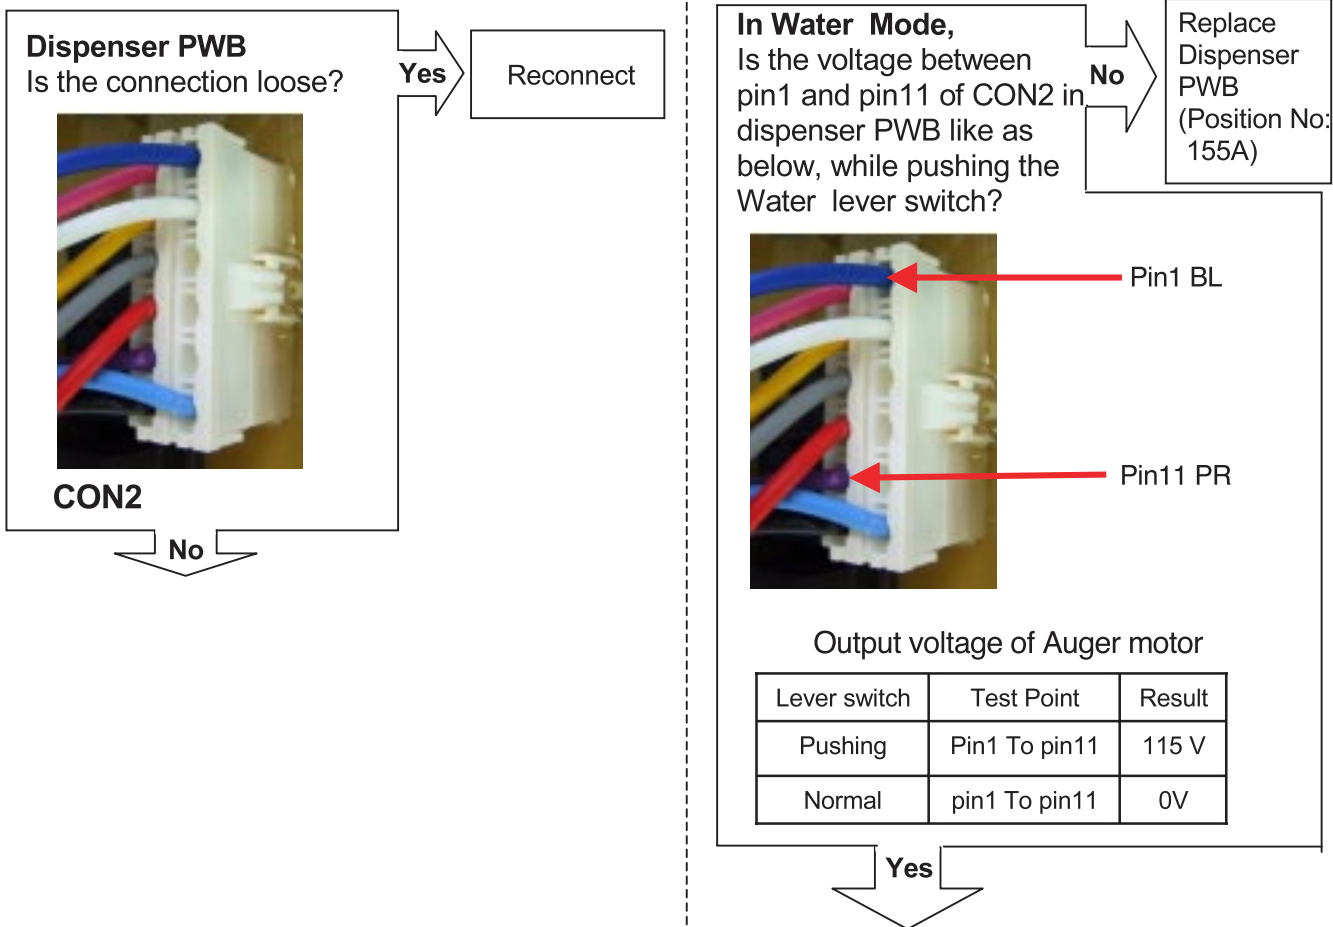 Dispenser PWB
Is the connection loose?
Yes
Reconnect
CON2
No
In Water Mode,
Is the voltage between
pin1 and pin11 of CON2 in
dispenser PWB like as
below, while pushing the
Water lever switch?
No
Replace
Dispenser
PWB
(Position No:
155A)
Pin1 BL
Pin11 PR
Output voltage of Auger motor
Lever switch Test Point Result
Pushing Pin1 To pin11 115 V
Normal pin1 To pin11 0V
Yes